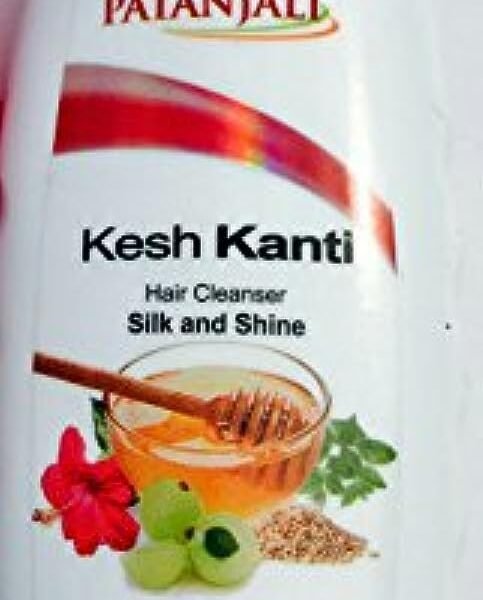 PATANJALI
Kesh Kanti
Hair Cleanser
Silk and Shine